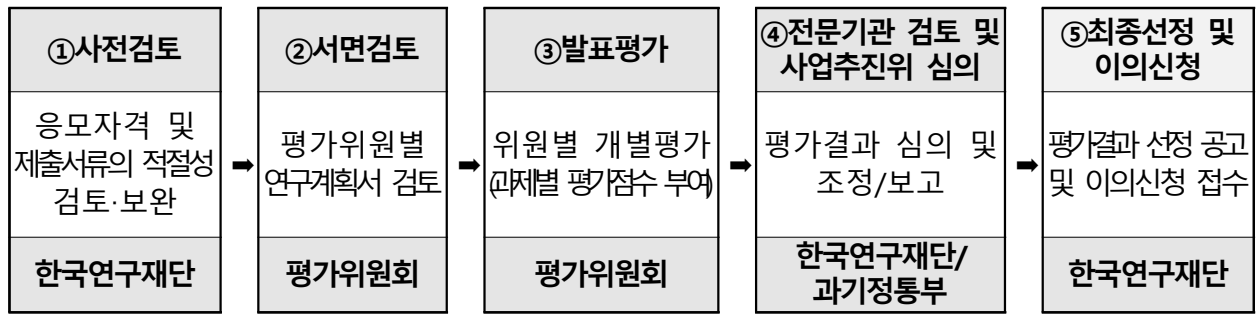 ①사전검토
응모자격 및
제출서류의 적절성
검토·보완
한국연구재단
➡
②서면검토
평가위원별
연구계획서 검토
평가위원회
➡
③발표평가
위원별 개별평가
(과제별 평가점수 부여)
평가위원회
➡
④전문기관 검토 및
사업추진위 심의
평가결과 심의 및
조정/보고
한국연구재단/
과기정통부
➡
⑤최종선정 및
이의신청
평가결과 선정 공고
및 이의신청 접수
한국연구재단